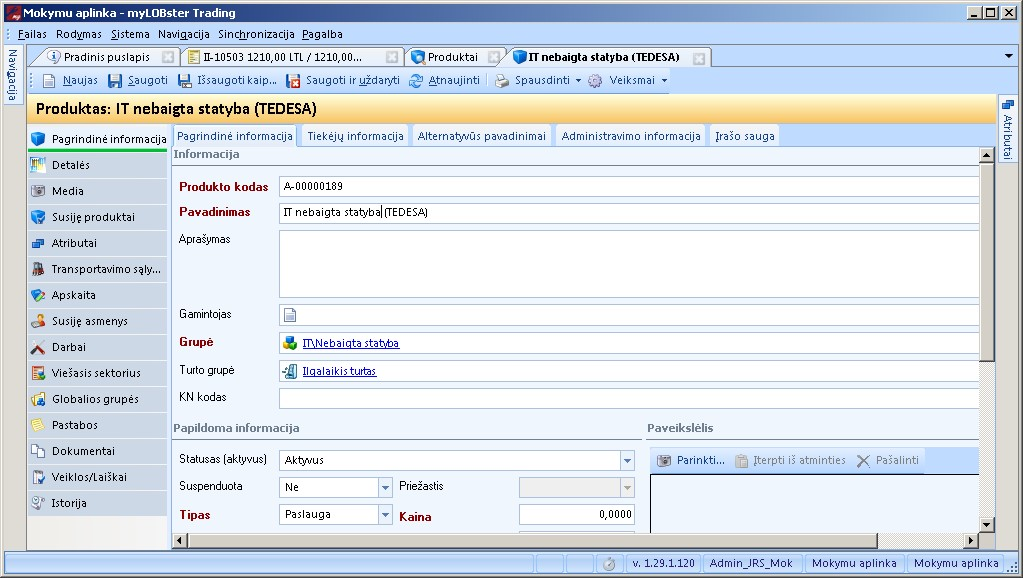 Mokymu aplinka - myLOBster Trading
Failas Rodymas Sistema Navigacija Sinchronizacija Pagalba
Navigacija
Pradinis puslapis
II-10503 1210,00 LTL / 1210,00...
Produktai
IT nebaigta statyba (TEDESA)
Naujas Saugoti Išsaugoti kaip... Saugoti ir uždaryti Atnaujinti Spausdinti Veiksmai
Produktas: IT nebaigta statyba (TEDESA)
Atributai
Pagrindinė informacija
Detalės
Media
Susiję produktai
Atributai
Transportavimo sąly...
Apskaita
Susiję asmenys
Darbai
Viešasis sektorius
Globalios grupės
Pastabos
Dokumentai
Veiklos/Laiškai
Istorija
Pagrindinė informacija Tiekėjų informacija Alternatyvūs pavadinimai Administravimo informacija Įrašo sauga
Informacija
Produkto kodas A-00000189
Pavadinimas IT nebaigta statyba (TEDESA)
Aprašymas
Gamintojas
Grupė IT\Nebaigta statyba
Turto grupė Ilgalaikis turtas
KN kodas
Papildoma informacija
Statusas (aktyvus) Aktyvus
Suspenduota Ne Priežastis
Tipas Paslauga Kaina 0,0000
Paveikslėlis
Parinkti... Įterpti iš atminties Pašalinti
v. 1.29.1.120 Admin_JRS_Mok Mokymu aplinka Mokymu aplinka